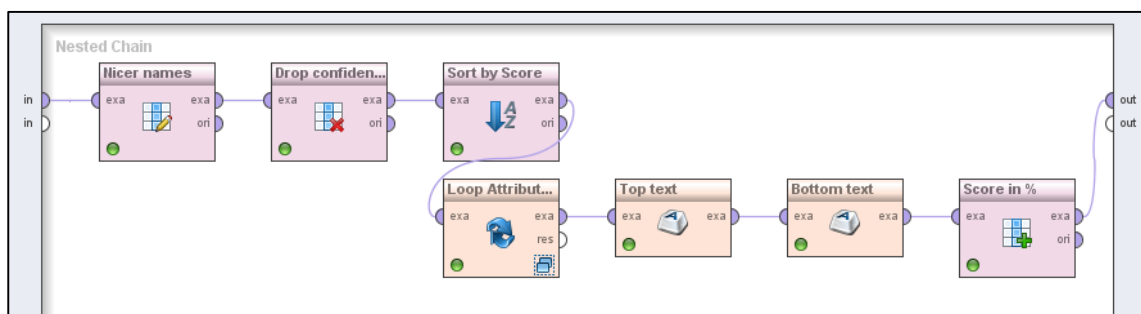 Nested Chain
Nicer names
Drop confiden...
Sort by Score
in
exa
exa
exa
exa
exa
exa
out
in
ori
ori
ori
out
Loop Attribut...
Top text
Bottom text
Score in %
exa
exa
exa
exa
exa
exa
exa
exa
res
ori